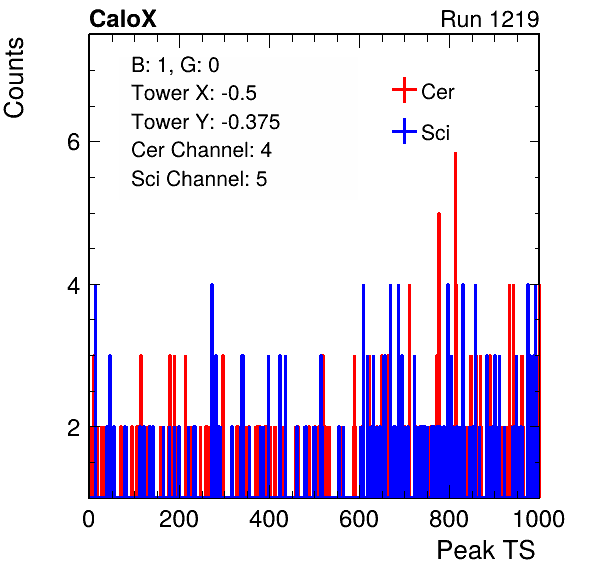 CaloX
Run 1219
Counts
B: 1, G: 0
Tower X: -0.5
Tower Y: -0.375
Cer Channel: 4
Sci Channel: 5
Cer
Sci
6
4
2
0
200
400
600
800
1000
Peak TS